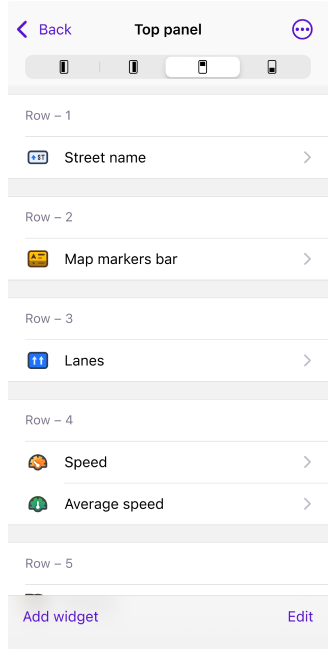 Back
Top panel
Row – 1
ST
Street name
Row – 2
Map markers bar
Row – 3
Lanes
Row – 4
Speed
Average speed
Row – 5
Add widget
Edit